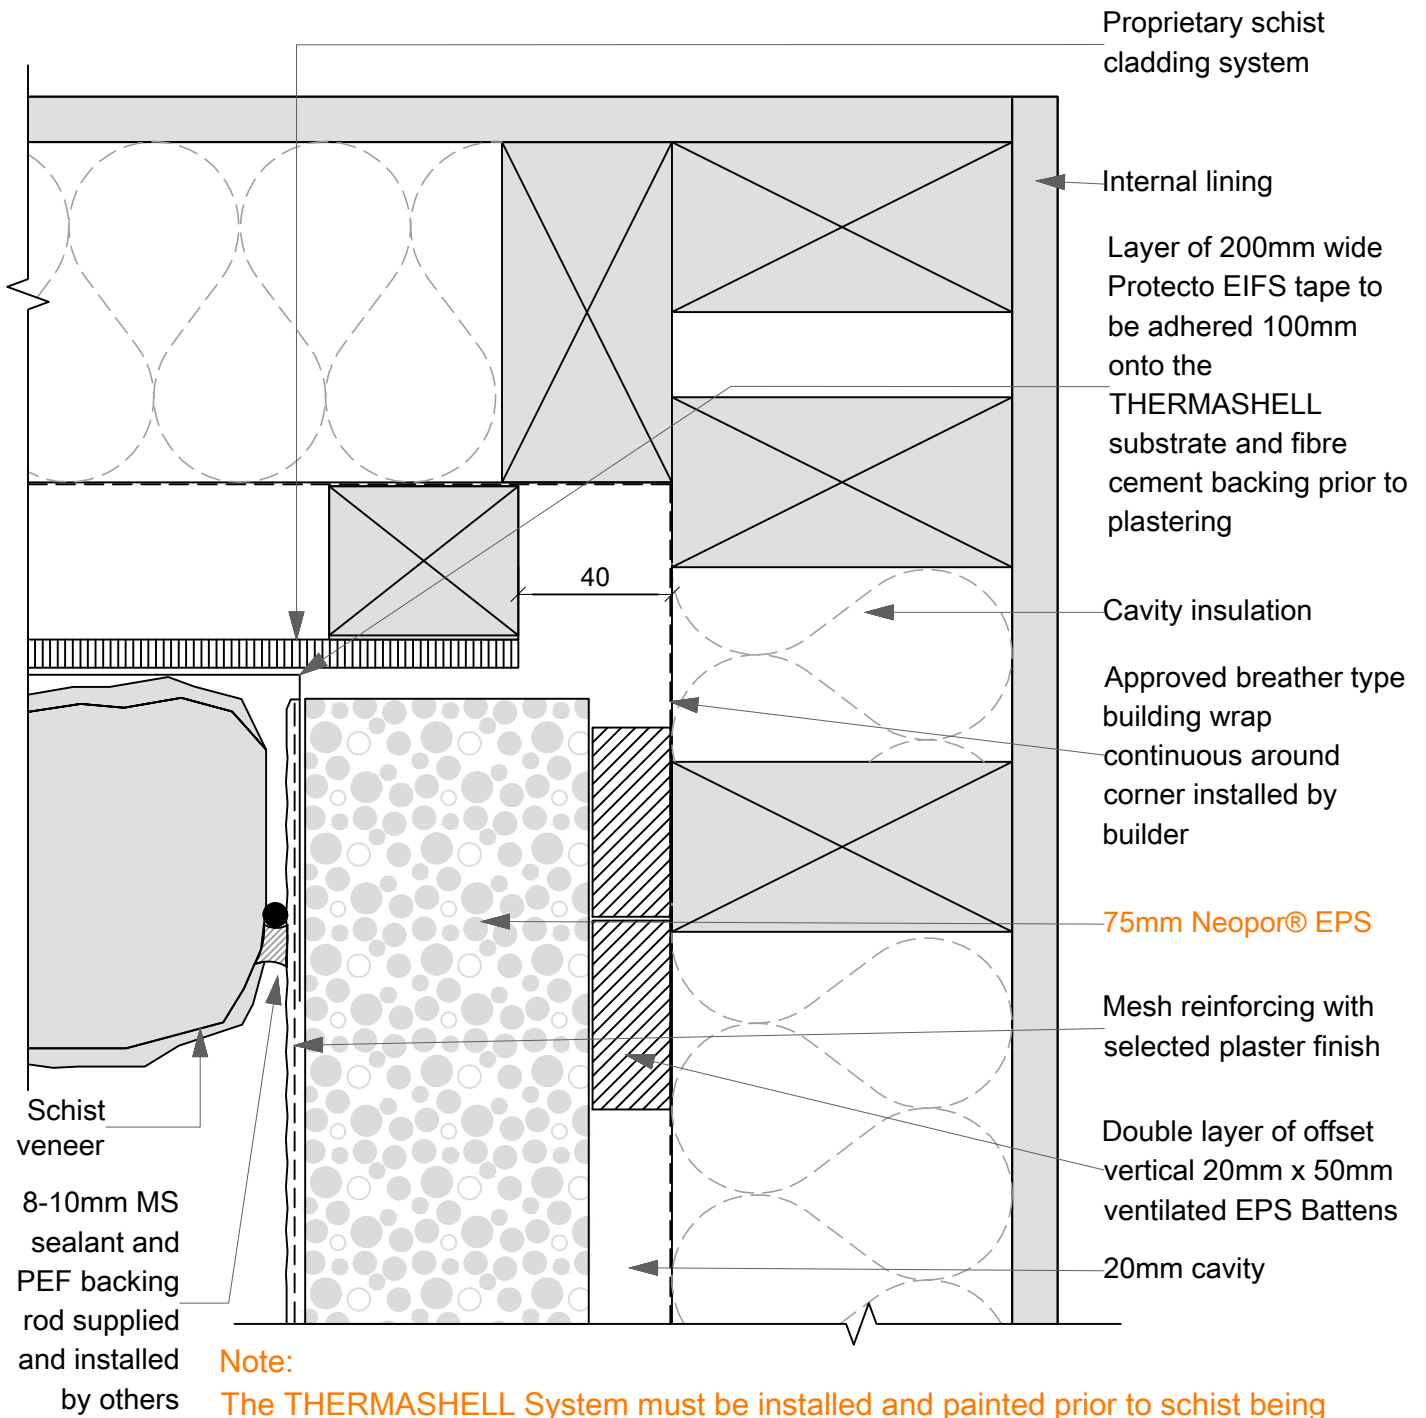 Proprietary schist
cladding system
Internal lining
Layer of 200mm wide
Protecto EIFS tape to
be adhered 100mm
onto the
THERMASHELL
substrate and fibre
cement backing prior to
plastering
40
Cavity insulation
Approved breather type
building wrap
continuous around
corner installed by
builder
75mm Neopor® EPS
Mesh reinforcing with
selected plaster finish
Double layer of offset
vertical 20mm x 50mm
ventilated EPS Battens
20mm cavity
Schist
veneer
8-10mm MS
sealant and
PEF backing
rod supplied
and installed
by others
Note:
The THERMASHELL System must be installed and painted prior to schist being